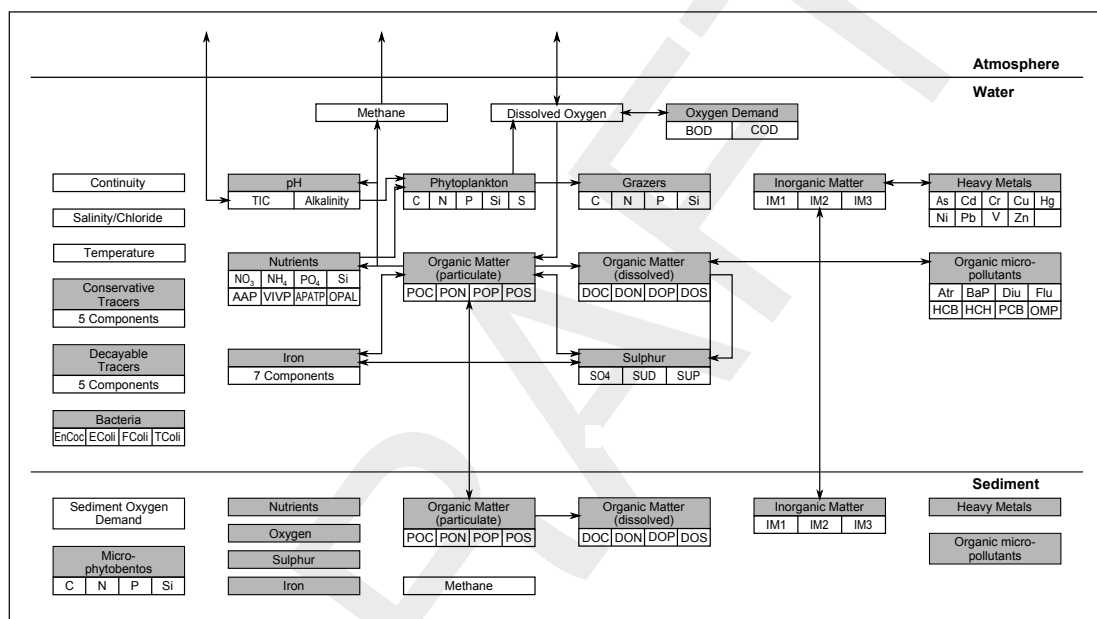 Atmosphere
Water
Methane
Dissolved Oxygen
Oxygen Demand
BOD COD
Continuity
pH
TIC Alkalinity
Phytoplankton
C N P Si S
Grazers
C N P Si
Inorganic Matter
IM1 IM2 IM3
Heavy Metals
As Cd Cr Cu Hg
Ni Pb V Zn
Salinity/Chloride
Temperature
Nutrients
NO3 NH4 PO4 Si
AAP VIVP APATP OPAL
Organic Matter
(particulate)
POC PON POP POS
Organic Matter
(dissolved)
DOC DON DOP DOS
Organic micro-
pollutants
Atr BaP Diu Flu
HCB HCH PCB OMP
Conservative
Tracers
5 Components
Decayable
Tracers
5 Components
Iron
7 Components
Sulphur
SO4 SUD SUP
Bacteria
EnCoc EColi FColi TColi
Sediment
Sediment Oxygen
Demand
Nutrients
Organic Matter
(particulate)
POC PON POP POS
Organic Matter
(dissolved)
DOC DON DOP DOS
Inorganic Matter
IM1 IM2 IM3
Heavy Metals
Oxygen
Micro-
phytobentos
C N P Si
Sulphur
Organic micro-
pollutants
Iron
Methane
DRAFT